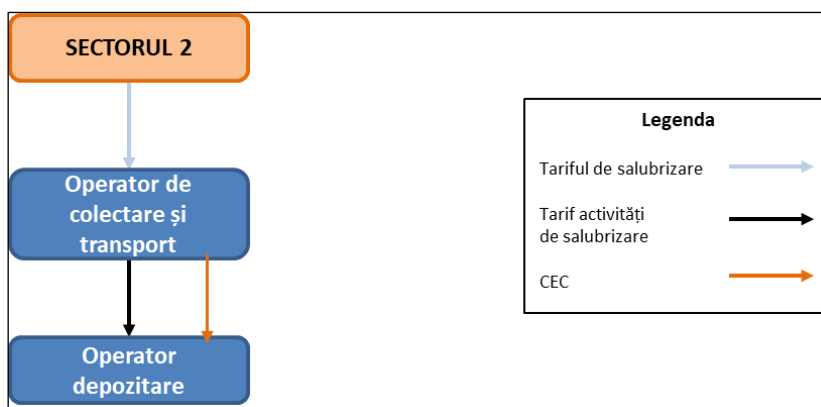 SECTORUL 2
Operator de
colectare și
transport
Operator
depozitare
Legenda
Tariful de salubrizare
Tarif activități
de salubrizare
CEC